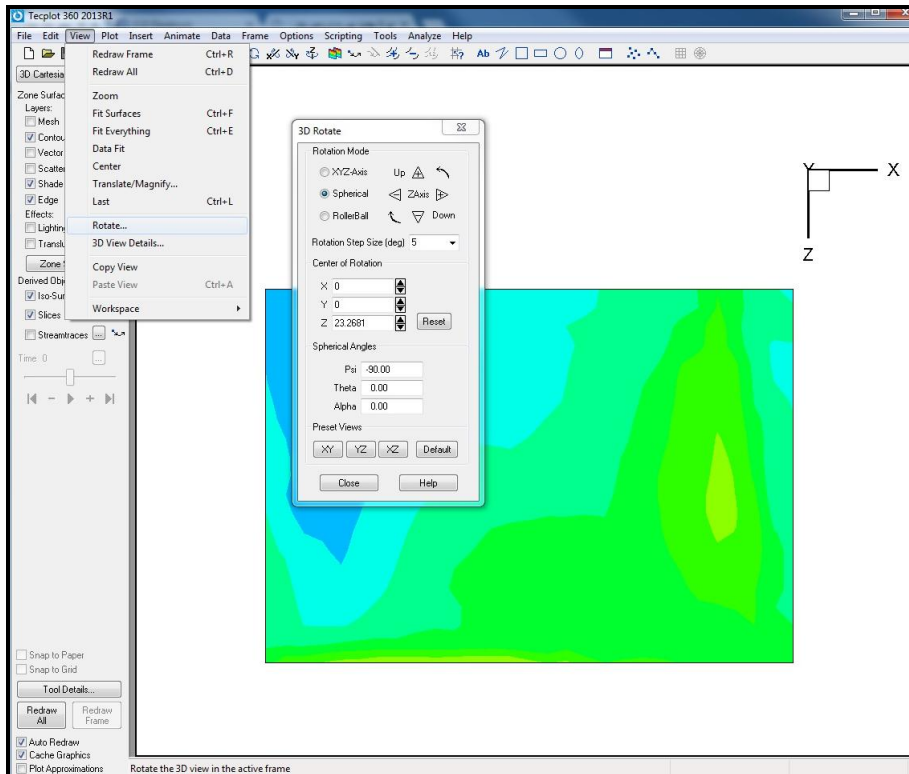 Tecplot 360 2013R1
File Edit View Plot Insert Animate Data Frame Options Scripting Tools Analyze Help
Ab
3D Cartesia
Zone Surfac
Layers:
Mesh
Contou
Vector
Scatter
Shade
Edge
Effects:
Lighting
Translu
Zone S
Derived Obje
Iso-Sur
Slices
Streamtraces ...
Time: 0 ...
Snap to Paper
Snap to Grid
Tool Details...
Redraw All
Redraw Frame
Auto Redraw
Cache Graphics
Plot Approximations
Redraw Frame Ctrl+R
Redraw All Ctrl+D
Zoom
Fit Surfaces Ctrl+F
Fit Everything Ctrl+E
Data Fit
Center
Translate/Magnify...
Last Ctrl+L
Rotate...
3D View Details...
Copy View
Paste View Ctrl+A
Workspace
3D Rotate
Rotation Mode
XYZ-Axis Up
Spherical ZAxis
RollerBall Down
Rotation Step Size (deg) 5
Center of Rotation
X 0
Y 0
Z 23.2681 Reset
Spherical Angles
Psi -90.00
Theta 0.00
Alpha 0.00
Preset Views
XY YZ XZ Default
Close Help
Y X
Z
Rotate the 3D view in the active frame